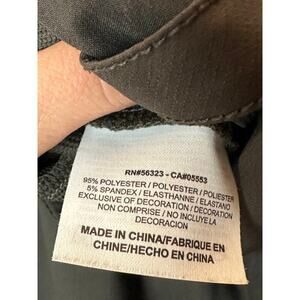 RN#56323 - CA#05553
95% POLYESTER / POLYESTER / POLIESTER
5% SPANDEX / ELASTHANNE / ELASTANO
EXCLUSIVE OF DECORATION / DECORATION
NON COMPRISE / NO INCLUYE LA
DECORACION
MADE IN CHINA/FABRIQUE EN
CHINE/HECHO EN CHINA